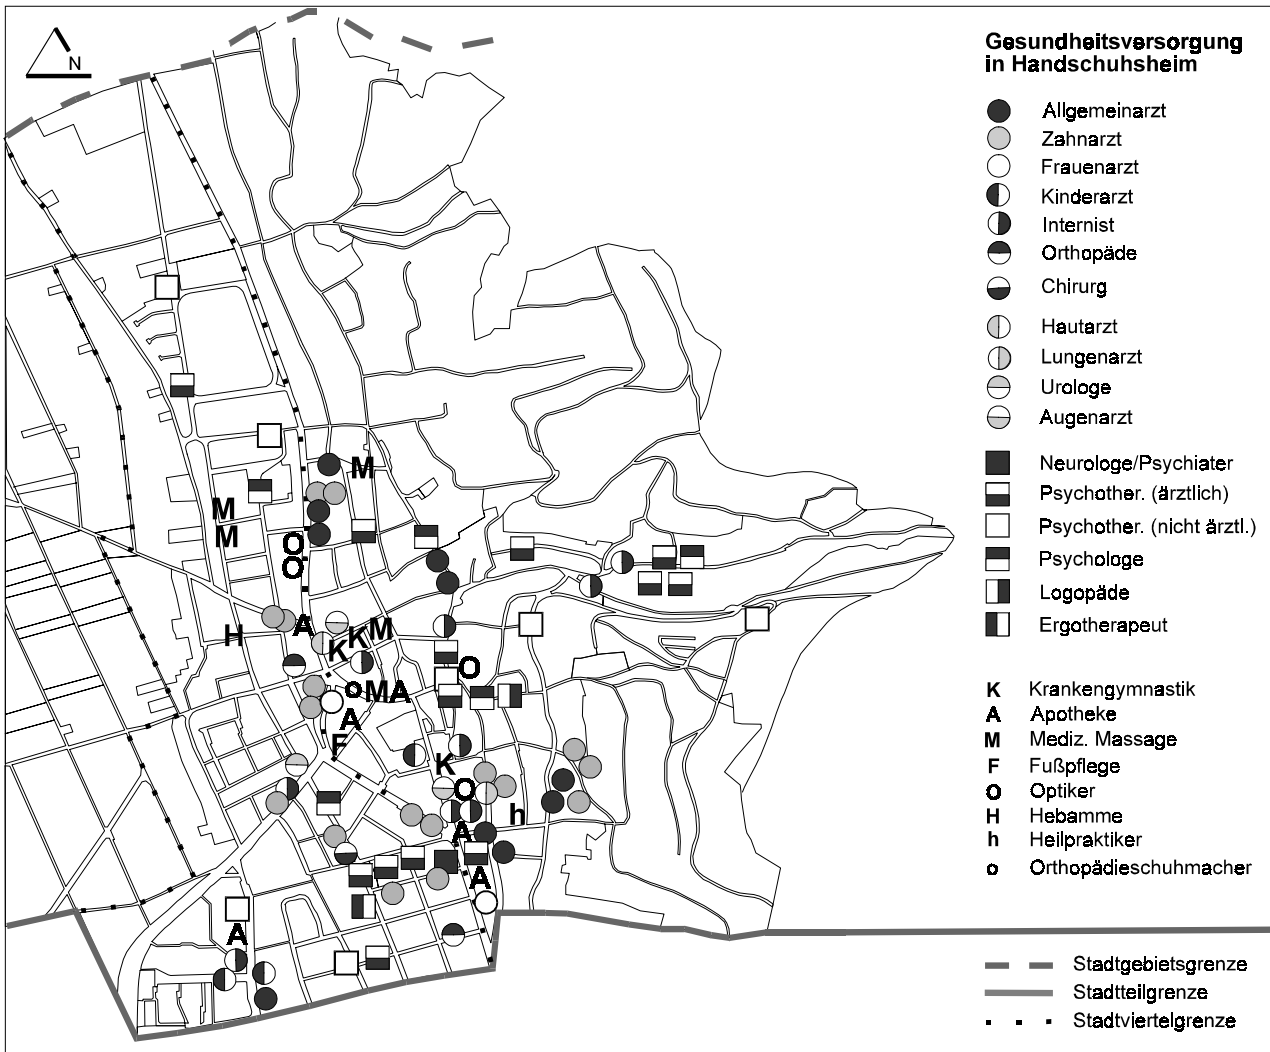 N
Gesundheitsversorgung
in Handschuhsheim
Allgemeinarzt
Zahnarzt
Frauenarzt
Kinderarzt
Internist
Orthopäde
Chirurg
Hautarzt
Lungenarzt
Urologe
Augenarzt
Neurologe/Psychiater
Psychother. (ärztlich)
Psychother. (nicht ärztl.)
Psychologe
Logopäde
Ergotherapeut
K Krankengymnastik
A Apotheke
M Mediz. Massage
F Fußpflege
O Optiker
H Hebamme
h Heilpraktiker
o Orthopädieschuhmacher
Stadtgebietsgrenze
Stadtteilgrenze
Stadtviertelgrenze
M
M
M
O
O
A
H
K K M
O
o M A
A
F
K
O
h
A
A
A